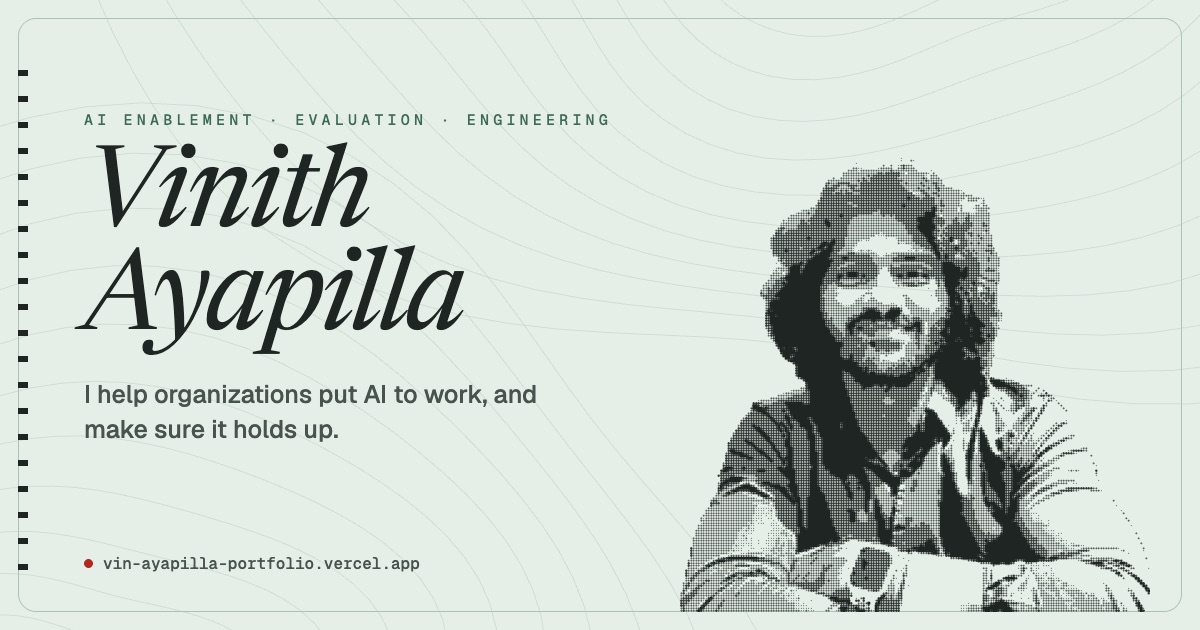 AI ENABLEMENT · EVALUATION · ENGINEERING
Vinith
Ayapilla
I help organizations put AI to work, and
make sure it holds up.
vin-ayapilla-portfolio.vercel.app